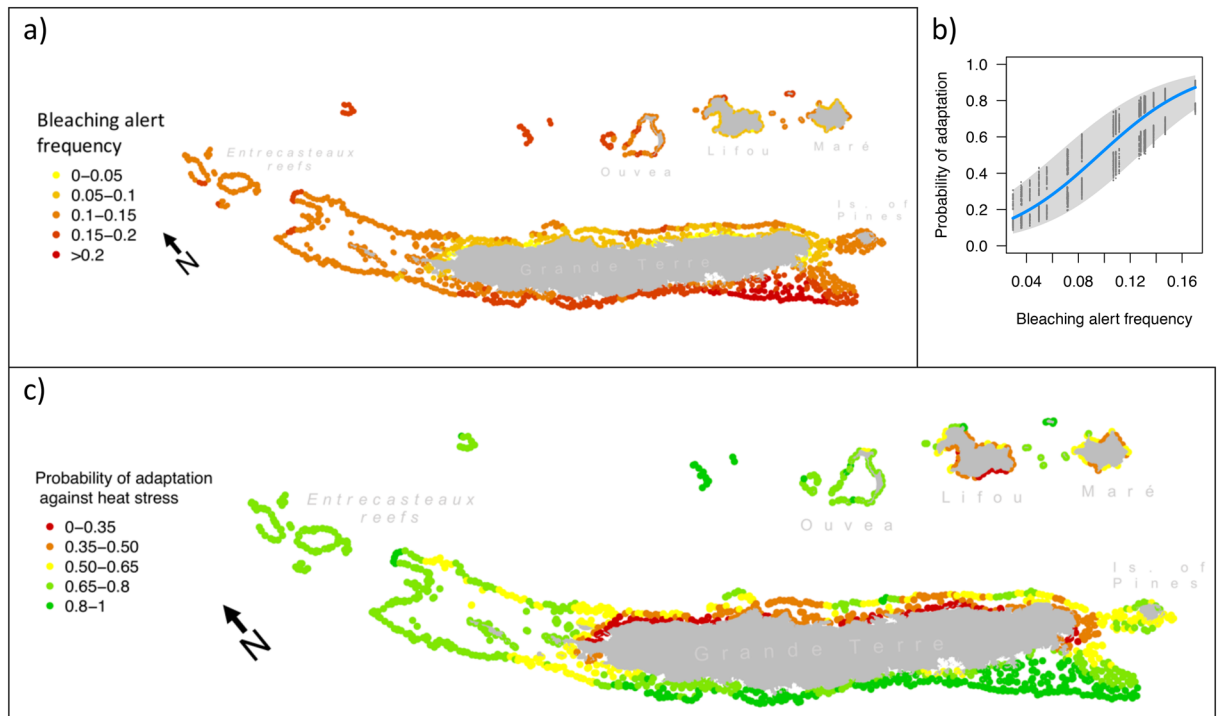 a)
Bleaching alert
frequency
0–0.05
0.05–0.1
0.1–0.15
0.15–0.2
>0.2
Entrecasteaux
reefs
N
Ouvea
Lifou
Maré
Is. of
Pines
Grande Terre
b)
Probability of adaptation
1.0
0.8
0.6
0.4
0.2
0.0
0.04
0.08
0.12
0.16
Bleaching alert frequency
c)
Probability of adaptation
against heat stress
0–0.35
0.35–0.50
0.50–0.65
0.65–0.8
0.8–1
Entrecasteaux
reefs
N
Ouvea
Lifou
Maré
Is. of
Pines
Grande Terre